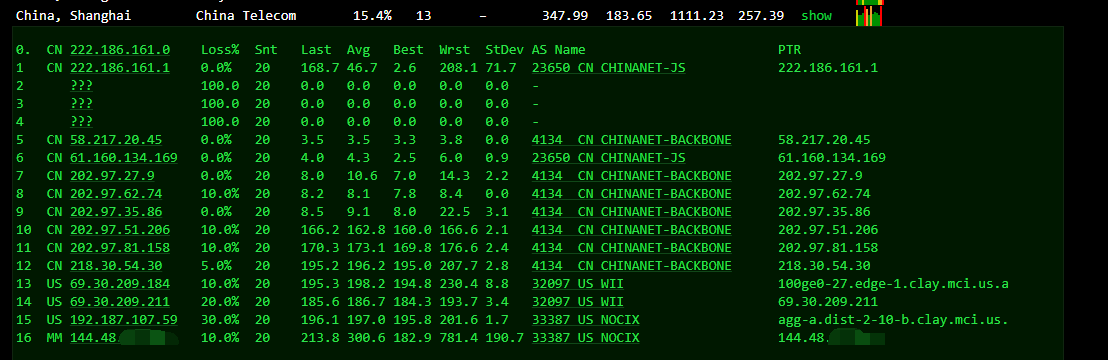 China, Shanghai China Telecom 15.4% 13 – 347.99 183.65 1111.23 257.39 show
0. CN 222.186.161.0 Loss% Snt Last Avg Best Wrst StDev AS Name PTR
1 CN 222.186.161.1 0.0% 20 168.7 46.7 2.6 208.1 71.7 23650 CN CHINANET-JS 222.186.161.1
2 ??? 100.0 20 0.0 0.0 0.0 0.0 0.0 -
3 ??? 100.0 20 0.0 0.0 0.0 0.0 0.0 -
4 ??? 100.0 20 0.0 0.0 0.0 0.0 0.0 -
5 CN 58.217.20.45 0.0% 20 3.5 3.5 3.3 3.8 0.0 4134 CN CHINANET-BACKBONE 58.217.20.45
6 CN 61.160.134.169 0.0% 20 4.0 4.3 2.5 6.0 0.9 23650 CN CHINANET-JS 61.160.134.169
7 CN 202.97.27.9 0.0% 20 8.0 10.6 7.0 14.3 2.2 4134 CN CHINANET-BACKBONE 202.97.27.9
8 CN 202.97.62.74 10.0% 20 8.2 8.1 7.8 8.4 0.0 4134 CN CHINANET-BACKBONE 202.97.62.74
9 CN 202.97.35.86 0.0% 20 8.5 9.1 8.0 22.5 3.1 4134 CN CHINANET-BACKBONE 202.97.35.86
10 CN 202.97.51.206 10.0% 20 166.2 162.8 160.0 166.6 2.1 4134 CN CHINANET-BACKBONE 202.97.51.206
11 CN 202.97.81.158 10.0% 20 170.3 173.1 169.8 176.6 2.4 4134 CN CHINANET-BACKBONE 202.97.81.158
12 CN 218.30.54.30 5.0% 20 195.2 196.2 195.0 207.7 2.8 4134 CN CHINANET-BACKBONE 218.30.54.30
13 US 69.30.209.184 10.0% 20 195.3 198.2 194.8 230.4 8.8 32097 US WII 100ge0-27.edge-1.clay.mci.us.a
14 US 69.30.209.211 20.0% 20 185.6 186.7 184.3 193.7 3.4 32097 US WII 69.30.209.211
15 US 192.187.107.59 30.0% 20 196.1 197.0 195.8 201.6 1.7 33387 US NOCIX agg-a.dist-2-10-b.clay.mci.us.
16 MM 144.48. 10.0% 20 213.8 300.6 182.9 781.4 190.7 33387 US NOCIX 144.48.